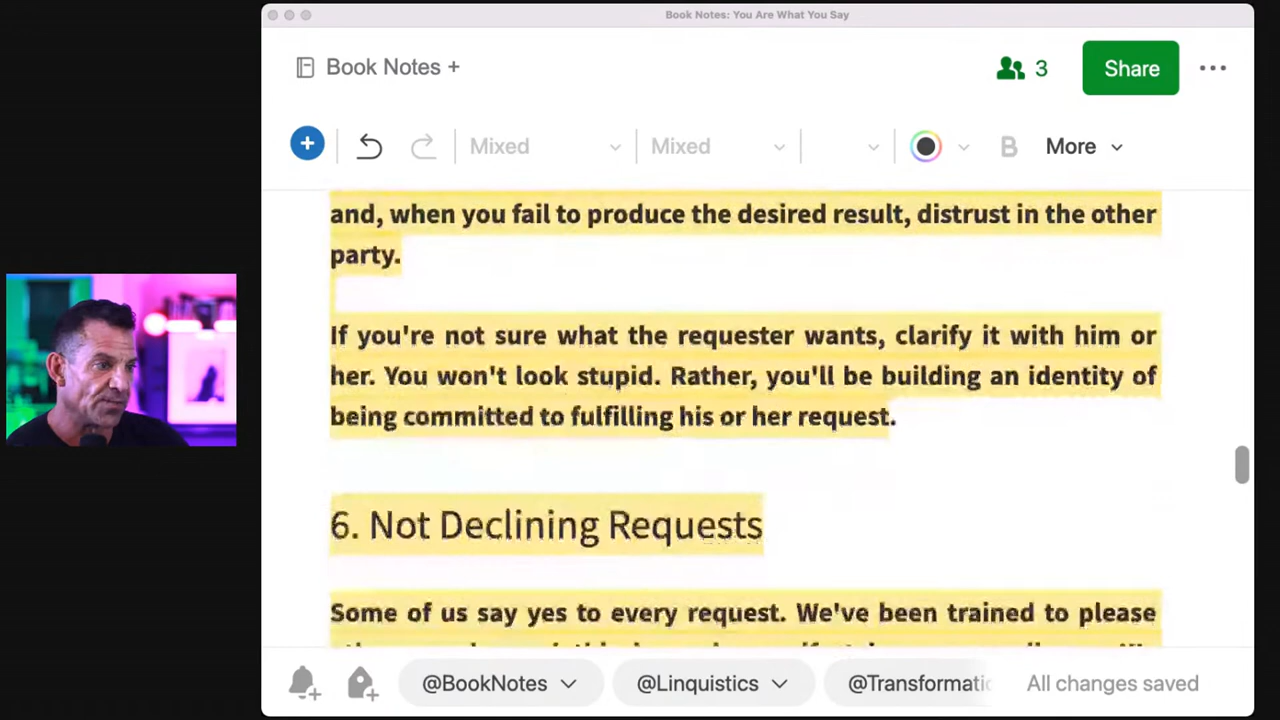 Book Notes: You Are What You Say
Book Notes +
3
Share
Mixed
Mixed
B
More
and, when you fail to produce the desired result, distrust in the other
party.
If you're not sure what the requester wants, clarify it with him or
her. You won't look stupid. Rather, you'll be building an identity of
being committed to fulfilling his or her request.
6. Not Declining Requests
Some of us say yes to every request. We've been trained to please
@BookNotes
@Linquistics
@Transformatio
All changes saved